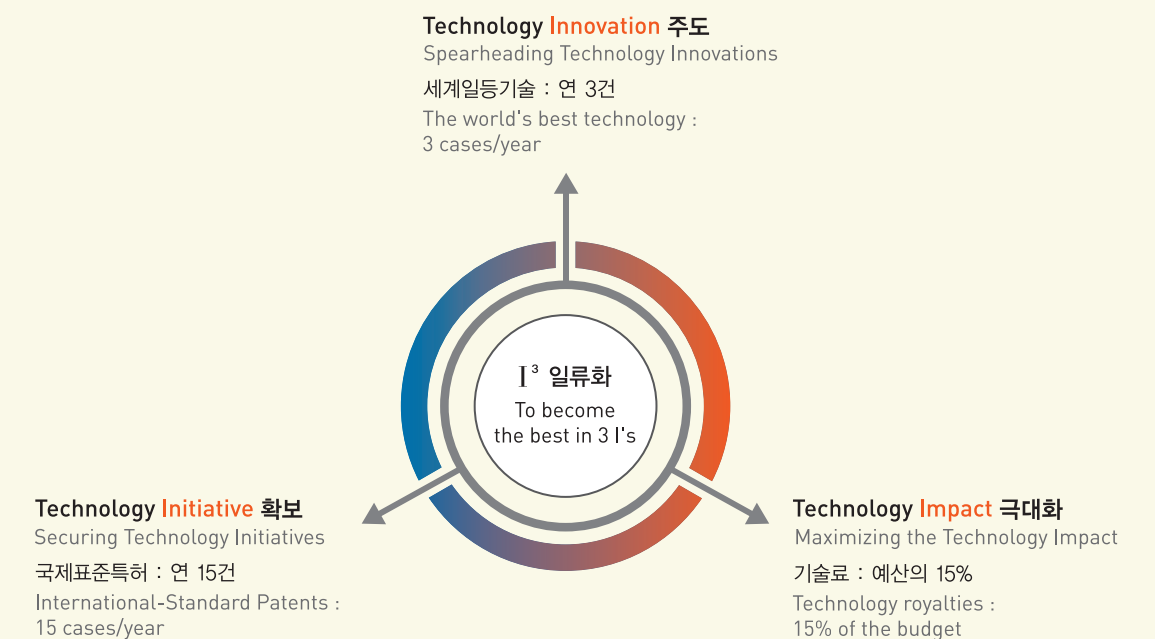 Technology Innovation 주도
Spearheading Technology Innovations
세계일등기술 : 연 3건
The world's best technology :
3 cases/year
I³ 일류화
To become
the best in 3 I's
Technology Initiative 확보
Securing Technology Initiatives
국제표준특허 : 연 15건
International-Standard Patents :
15 cases/year
Technology Impact 극대화
Maximizing the Technology Impact
기술료 : 예산의 15%
Technology royalties :
15% of the budget